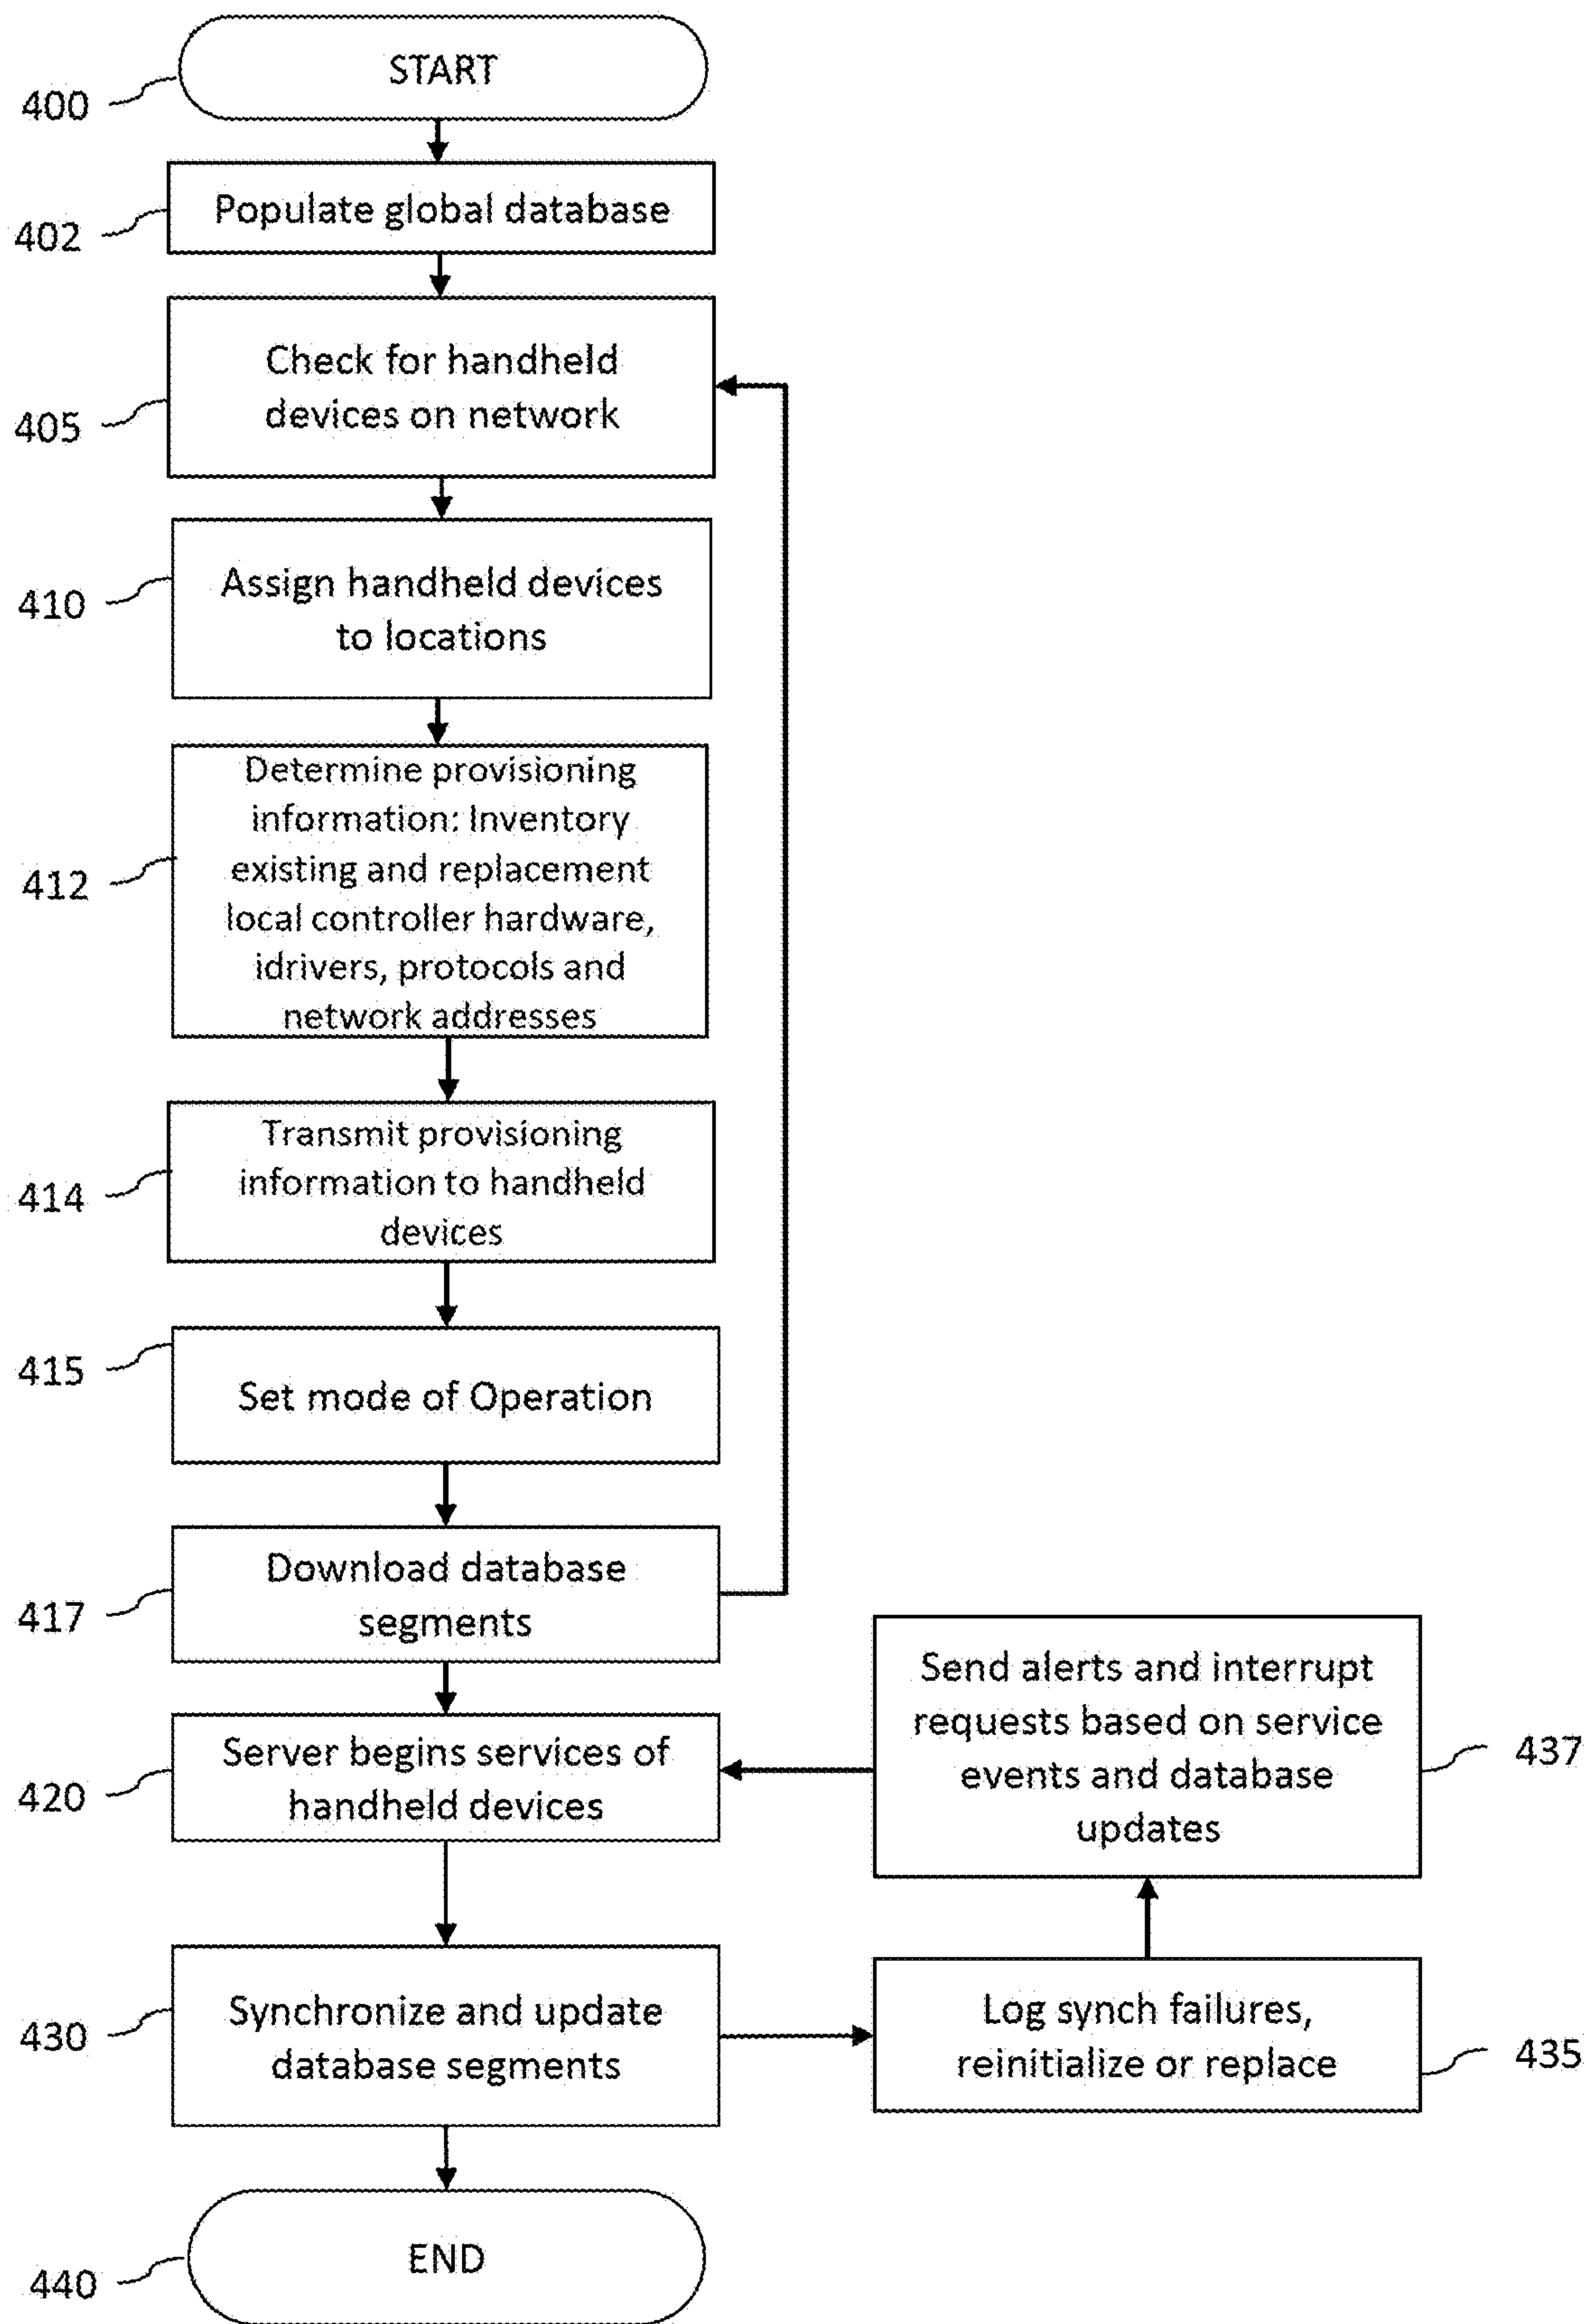 START
400
Populate global database
402
Check for handheld
devices on network
405
Assign handheld devices
to locations
410
Determine provisioning
information: Inventory
existing and replacement
local controller hardware,
idrivers, protocols and
network addresses
412
Transmit provisioning
information to handheld
devices
414
Set mode of Operation
415
Download database
segments
417
Server begins services of
handheld devices
420
Send alerts and interrupt
requests based on service
events and database
updates
437
Synchronize and update
database segments
430
Log synch failures,
reinitialize or replace
435
END
440